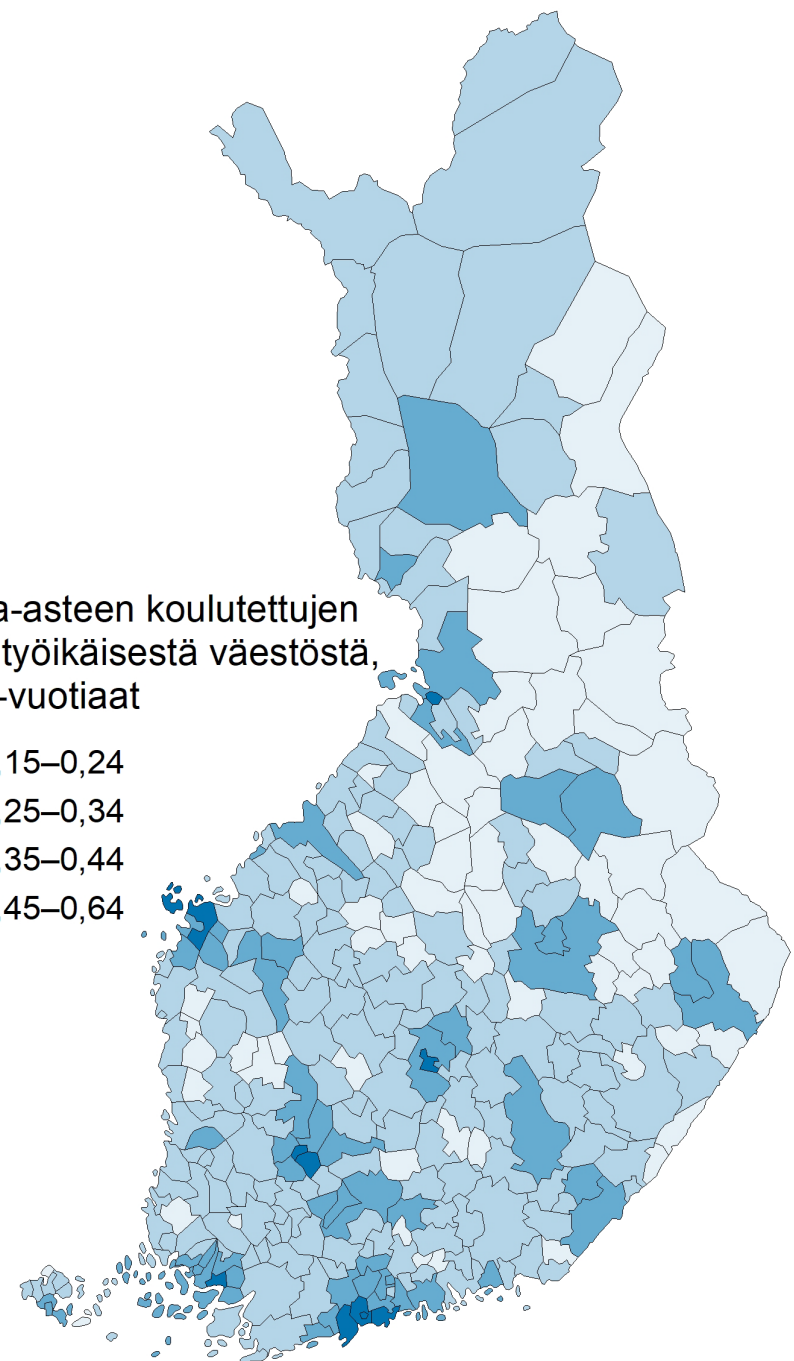 a-asteen koulutettujen
työikäisestä väestöstä,
-vuotiaat
,15–0,24
,25–0,34
,35–0,44
,45–0,64